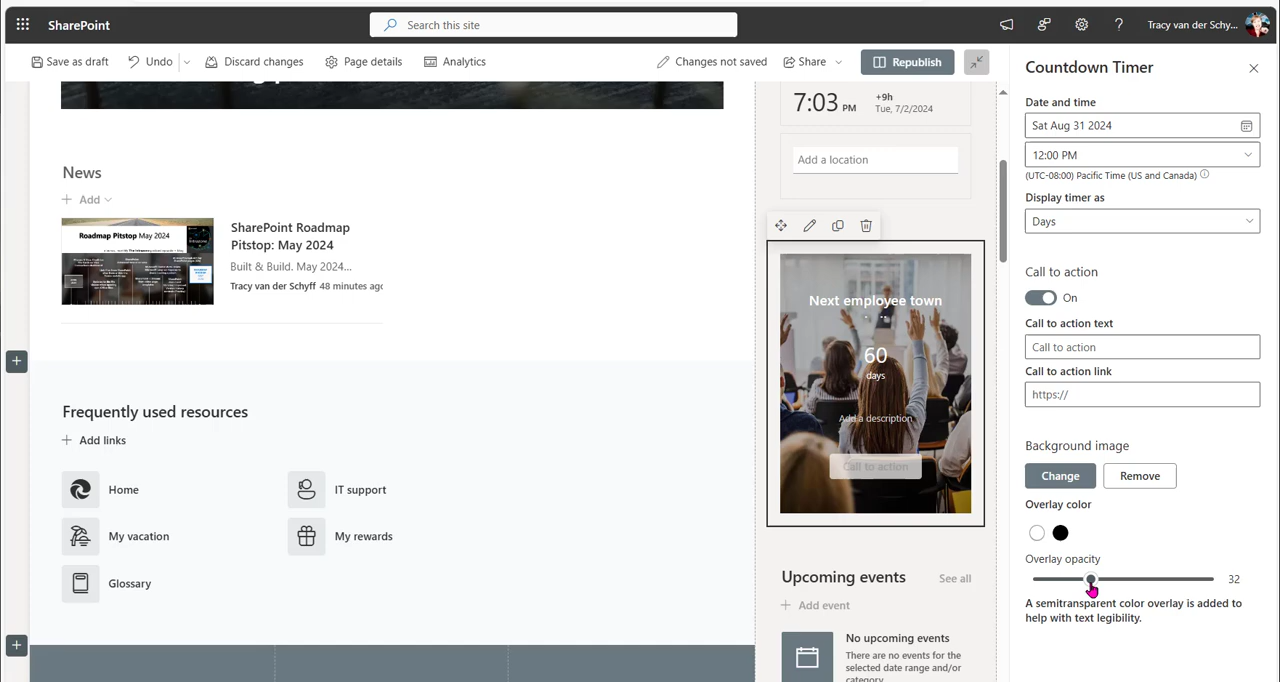 SharePoint
Search this site
Tracy van der Schy...
Save as draft
Undo
Discard changes
Page details
Analytics
Changes not saved
Share
Republish
News
Add
Roadmap Pitstop May 2024
SharePoint Roadmap
Pitstop: May 2024
Built & Build. May 2024...
Tracy van der Schyff 48 minutes ago
Frequently used resources
Add links
Home
IT support
My vacation
My rewards
Glossary
7:03 PM
+9h
Tue, 7/2/2024
Add a location
Next employee town
60
days
Add a description
Call to action
Upcoming events
See all
Add event
No upcoming events
There are no events for the
selected date range and/or
category.
Countdown Timer
Date and time
Sat Aug 31 2024
12:00 PM
(UTC-08:00) Pacific Time (US and Canada)
Display timer as
Days
Call to action
On
Call to action text
Call to action
Call to action link
https://
Background image
Change
Remove
Overlay color
Overlay opacity
32
A semitransparent color overlay is added to
help with text legibility.